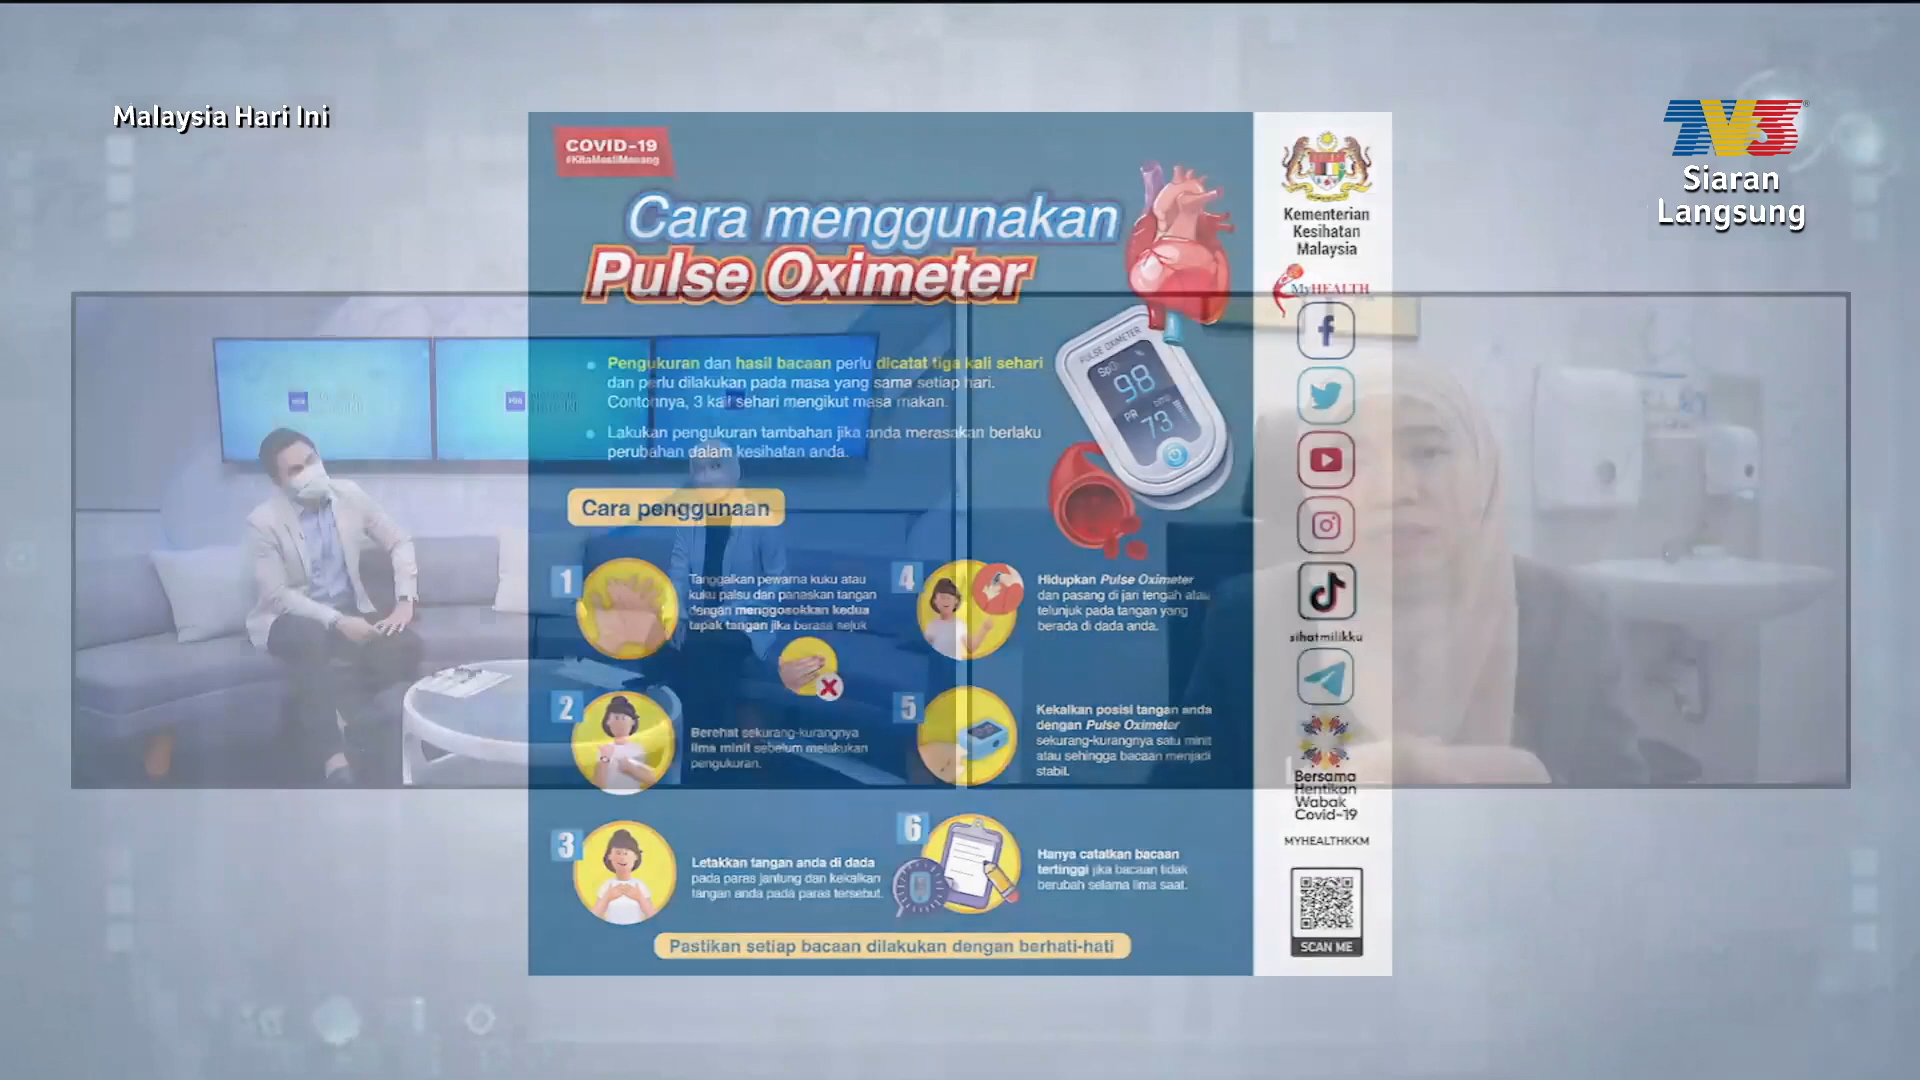 Malaysia Hari Ini
TV3
Siaran
Langsung
COVID-19
#KitaMestiMenang
Cara menggunakan
Pulse Oximeter
Pengukuran dan hasil bacaan perlu dicatat tiga kali sehari
dan perlu dilakukan pada masa yang sama setiap hari.
Contohnya, 3 kali sehari mengikut masa makan.
Lakukan pengukuran tambahan jika anda merasakan berlaku
perubahan dalam kesihatan anda.
PULSE OXIMETER
SpO
98
PR
73
Cara penggunaan
1
Tanggalkan pewarna kuku atau
kuku palsu dan panaskan tangan
dengan menggosokkan kedua
tapak tangan jika berasa sejuk
2
Berehat sekurang-kurangnya
lima minit sebelum melakukan
pengukuran.
3
Letakkan tangan anda di dada
pada paras jantung dan kekalkan
tangan anda pada paras tersebut.
4
Hidupkan Pulse Oximeter
dan pasang di jari tengah atau
telunjuk pada tangan yang
berada di dada anda.
5
Kekalkan posisi tangan anda
dengan Pulse Oximeter
sekurang-kurangnya satu minit
atau sehingga bacaan menjadi
stabil.
6
Hanya catatkan bacaan
tertinggi jika bacaan tidak
berubah selama lima saat.
Pastikan setiap bacaan dilakukan dengan berhati-hati
Kementerian
Kesihatan
Malaysia
MyHEALTH
sihatmilikku
Bersama
Hentikan
Wabak
Covid-19
MYHEALTHKKM
SCAN ME